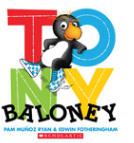 TONY
BALONEY
PAM MUÑOZ RYAN & EDWIN FOTHERINGHAM
SCHOLASTIC